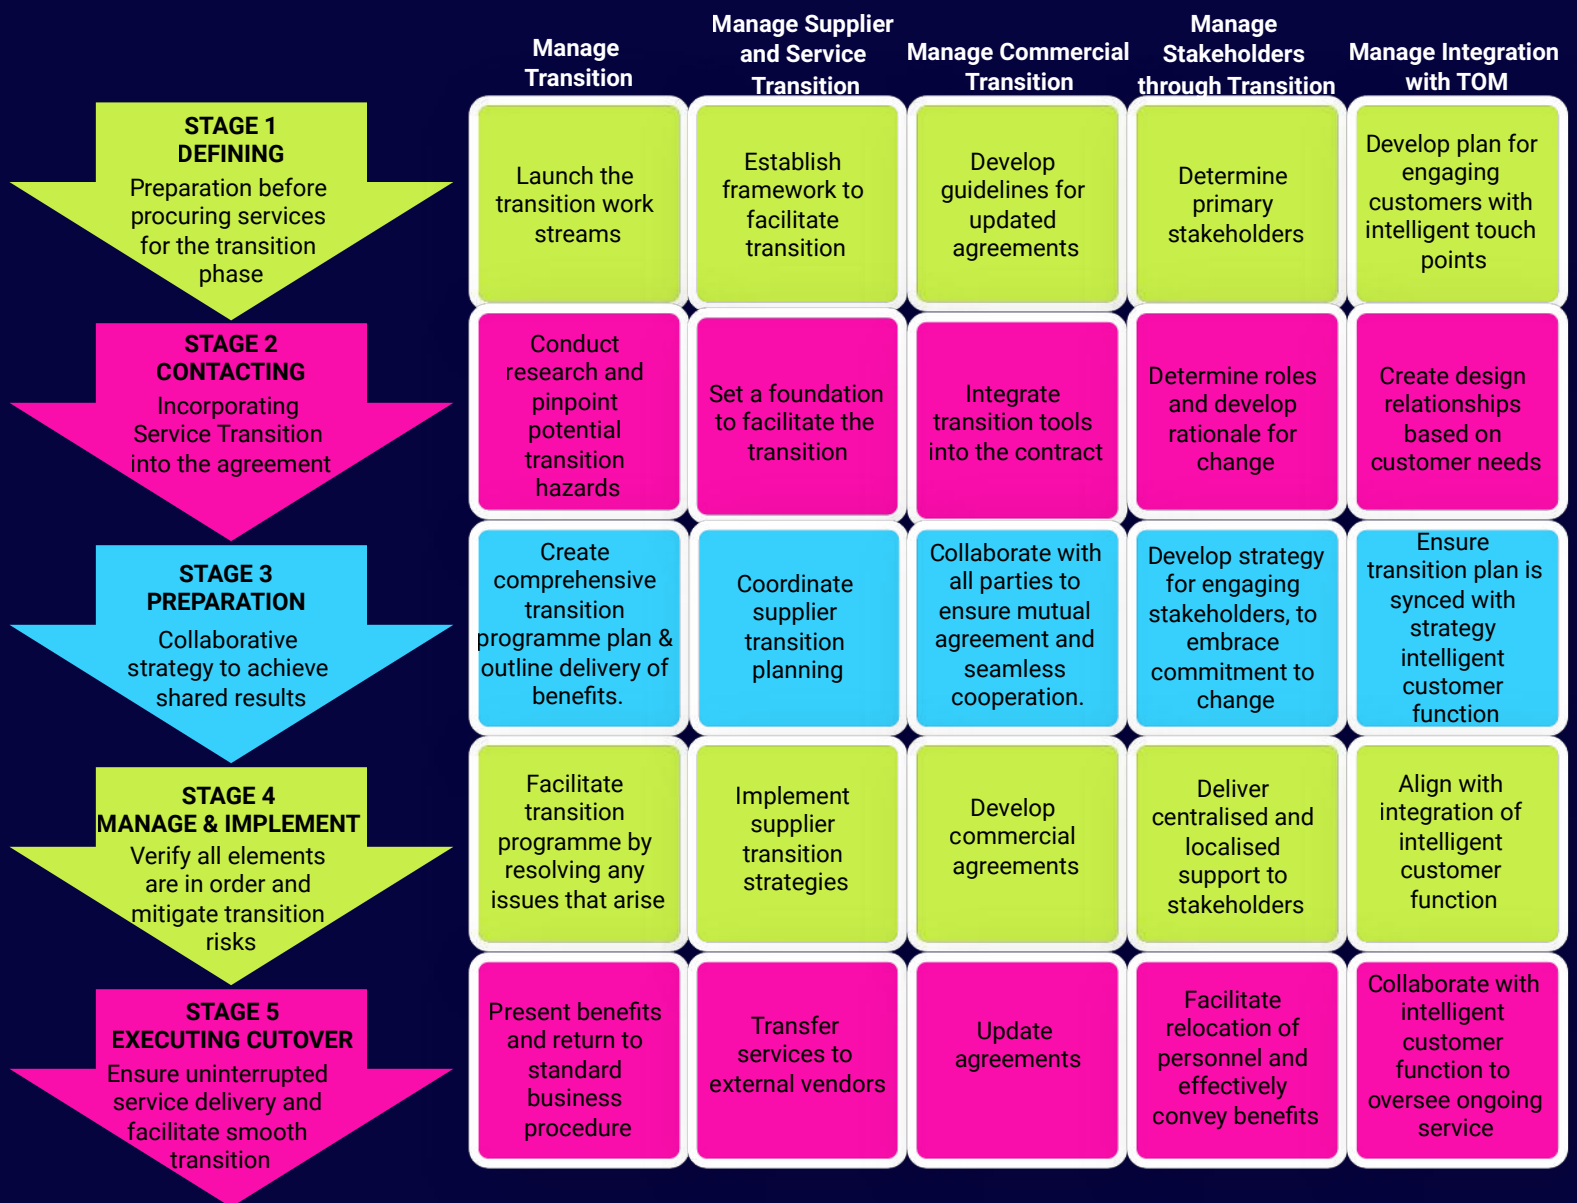 Manage
Transition
Manage Supplier
and Service
Transition
Manage Commercial
Transition
Manage
Stakeholders
through Transition
Manage Integration
with TOM
STAGE 1
DEFINING
Preparation before
procuring services
for the transition
phase
Launch the
transition work
streams
Establish
framework to
facilitate
transition
Develop
guidelines for
updated
agreements
Determine
primary
stakeholders
Develop plan for
engaging
customers with
intelligent touch
points
STAGE 2
CONTACTING
Incorporating
Service Transition
into the agreement
Conduct
research and
pinpoint
potential
transition
hazards
Set a foundation
to facilitate the
transition
Integrate
transition tools
into the contract
Determine roles
and develop
rationale for
change
Create design
relationships
based on
customer needs
STAGE 3
PREPARATION
Collaborative
strategy to achieve
shared results
Create
comprehensive
transition
programme plan &
outline delivery of
benefits.
Coordinate
supplier
transition
planning
Collaborate with
all parties to
ensure mutual
agreement and
seamless
cooperation.
Develop strategy
for engaging
stakeholders, to
embrace
commitment to
change
Ensure
transition plan is
synced with
strategy
intelligent
customer
function
STAGE 4
MANAGE & IMPLEMENT
Verify all elements
are in order and
mitigate transition
risks
Facilitate
transition
programme by
resolving any
issues that arise
Implement
supplier
transition
strategies
Develop
commercial
agreements
Deliver
centralised and
localised
support to
stakeholders
Align with
integration of
intelligent
customer
function
STAGE 5
EXECUTING CUTOVER
Ensure uninterrupted
service delivery and
facilitate smooth
transition
Present benefits
and return to
standard
business
procedure
Transfer
services to
external vendors
Update
agreements
Facilitate
relocation of
personnel and
effectively
convey benefits
Collaborate with
intelligent
customer
function to
oversee ongoing
service